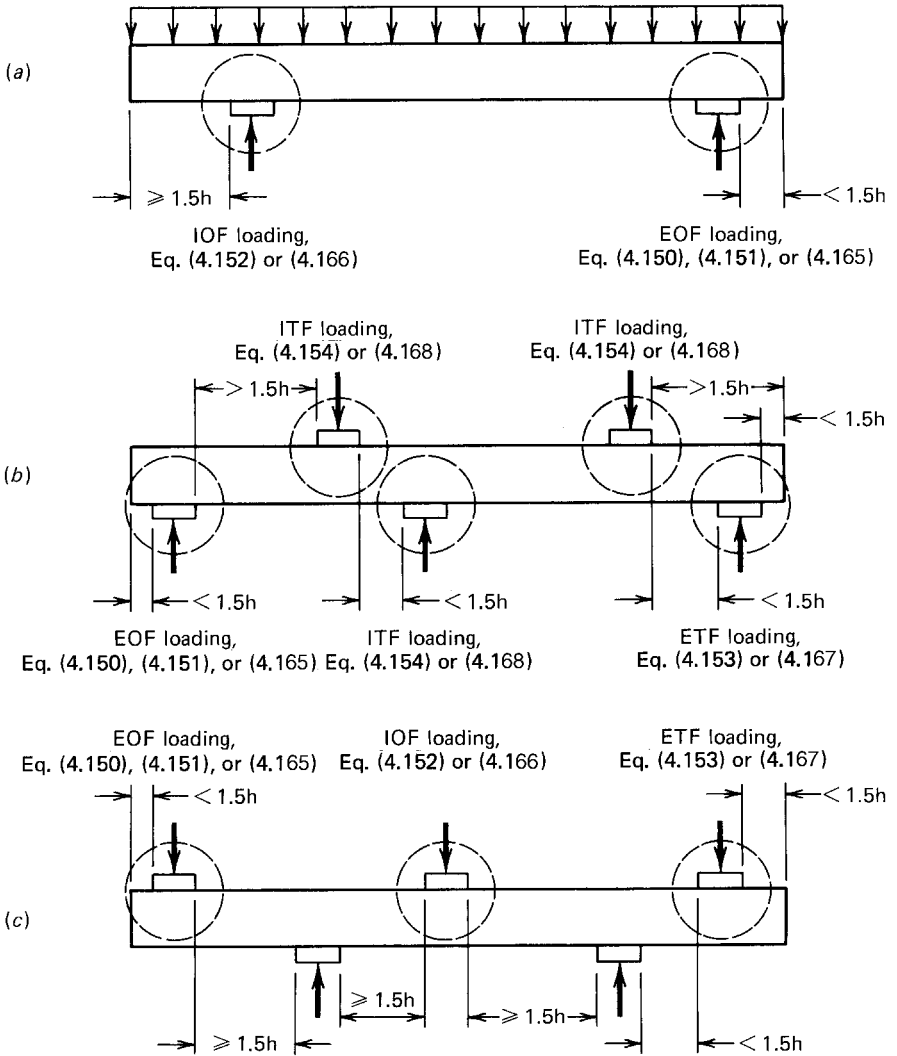 (a)
⩾ 1.5h
< 1.5h
IOF loading,
Eq. (4.152) or (4.166)
EOF loading,
Eq. (4.150), (4.151), or (4.165)
ITF loading,
Eq. (4.154) or (4.168)
ITF loading,
Eq. (4.154) or (4.168)
> 1.5h
>1.5h
< 1.5h
(b)
< 1.5h
< 1.5h
< 1.5h
EOF loading,
Eq. (4.150), (4.151), or (4.165)
ITF loading,
Eq. (4.154) or (4.168)
ETF loading,
Eq. (4.153) or (4.167)
EOF loading,
Eq. (4.150), (4.151), or (4.165)
IOF loading,
Eq. (4.152) or (4.166)
ETF loading,
Eq. (4.153) or (4.167)
< 1.5h
< 1.5h
(c)
⩾ 1.5h
⩾ 1.5h
⩾ 1.5h
< 1.5h